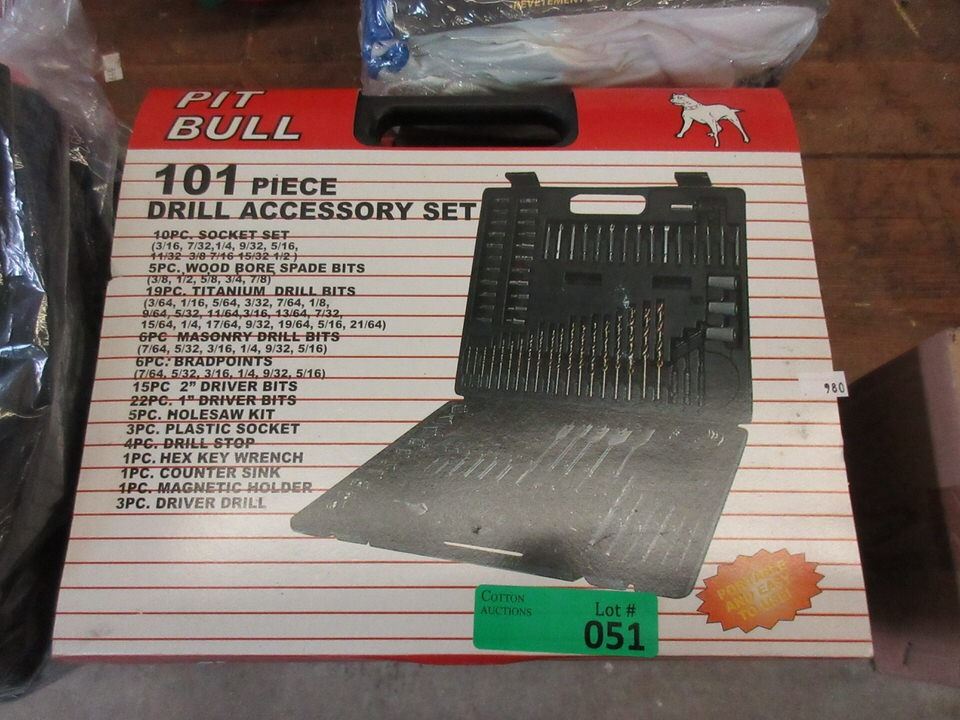 REVETEMENT
PIT
BULL
101 PIECE
DRILL ACCESSORY SET
10PC. SOCKET SET
(3/16, 7/32,1/4, 9/32, 5/16,
11/32 3/8 7/16 15/32 1/2 )
5PC. WOOD BORE SPADE BITS
(3/8, 1/2, 5/8, 3/4, 7/8)
19PC. TITANIUM DRILL BITS
(3/64, 1/16, 5/64, 3/32, 7/64, 1/8,
9/64, 5/32, 11/64,3/16, 13/64, 7/32,
15/64, 1/4, 17/64, 9/32, 19/64, 5/16, 21/64)
6PC MASONRY DRILL BITS
(7/64, 5/32, 3/16, 1/4, 9/32, 5/16)
6PC. BRADPOINTS
(7/64, 5/32, 3/16, 1/4, 9/32, 5/16)
15PC 2" DRIVER BITS
22PC. 1" DRIVER BITS
5PC. HOLESAW KIT
3PC. PLASTIC SOCKET
4PC. DRILL STOP
1PC. HEX KEY WRENCH
1PC. COUNTER SINK
1PC. MAGNETIC HOLDER
3PC. DRIVER DRILL
980
PORTABLE
AND EASY
TO USE!
COTTON
AUCTIONS
Lot #
051